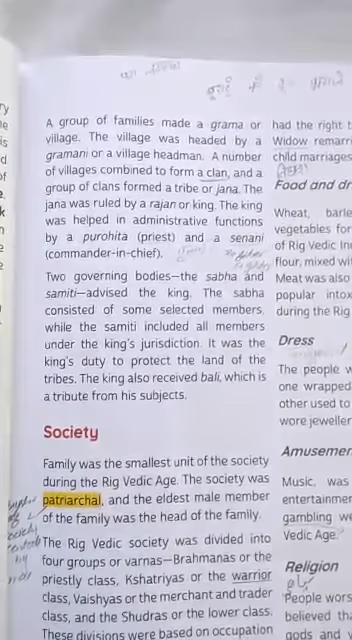 A group of families made a grama or
village. The village was headed by a
gramani or a village headman. A number
of villages combined to form a clan, and a
group of clans formed a tribe or jana. The
jana was ruled by a rajan or king. The king
was helped in administrative functions
by a purohita (priest) and a senani
(commander-in-chief).
Two governing bodies—the sabha and
samiti—advised the king. The sabha
consisted of some selected members,
while the samiti included all members
under the king's jurisdiction. It was the
king's duty to protect the land of the
tribes. The king also received bali, which is
a tribute from his subjects.
Society
Family was the smallest unit of the society
during the Rig Vedic Age. The society was
patriarchal, and the eldest male member
of the family was the head of the family.
The Rig Vedic society was divided into
four groups or varnas—Brahmanas or the
priestly class, Kshatriyas or the warrior
class, Vaishyas or the merchant and trader
class, and the Shudras or the lower class.
These divisions were based on occupation
had the right t
Widow remarri
child marriages
Food and dr
Wheat, barle
vegetables for
of Rig Vedic In
flour, mixed wit
Meat was also
popular intox
during the Rig
Dress
The people w
one wrapped
other used to
wore jeweller
Amusemen
Music, was
entertainmen
gambling we
Vedic Age.
Religion
People wors
believed tha
gods and